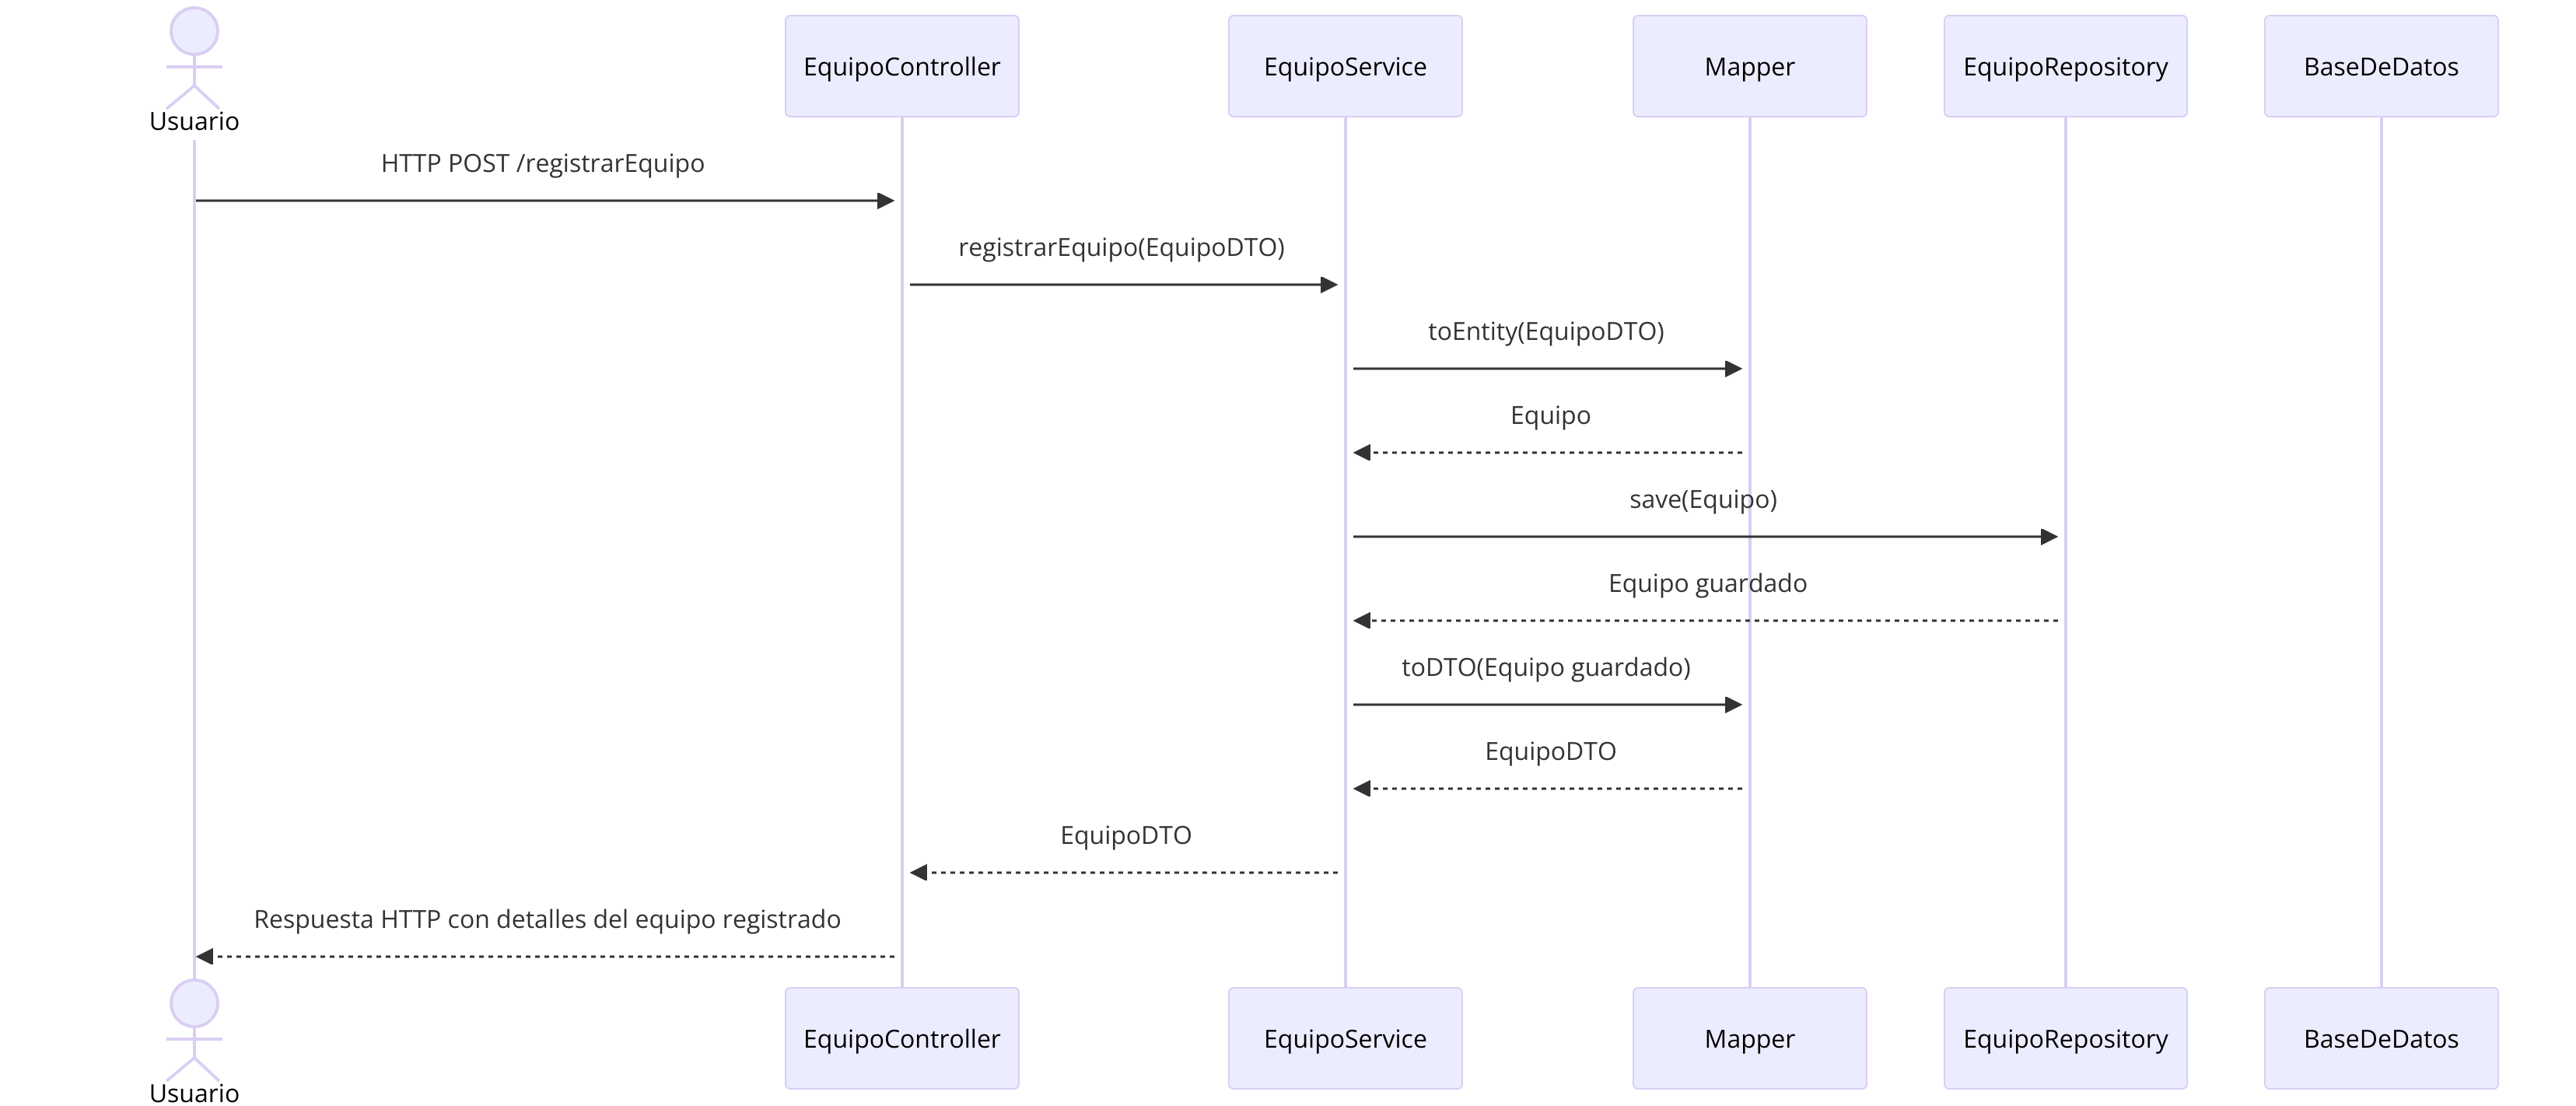 Usuario
EquipoController
EquipoService
Mapper
EquipoRepository
BaseDeDatos
HTTP POST /registrarEquipo
registrarEquipo(EquipoDTO)
toEntity(EquipoDTO)
Equipo
save(Equipo)
Equipo guardado
toDTO(Equipo guardado)
EquipoDTO
EquipoDTO
Respuesta HTTP con detalles del equipo registrado
Usuario
EquipoController
EquipoService
Mapper
EquipoRepository
BaseDeDatos